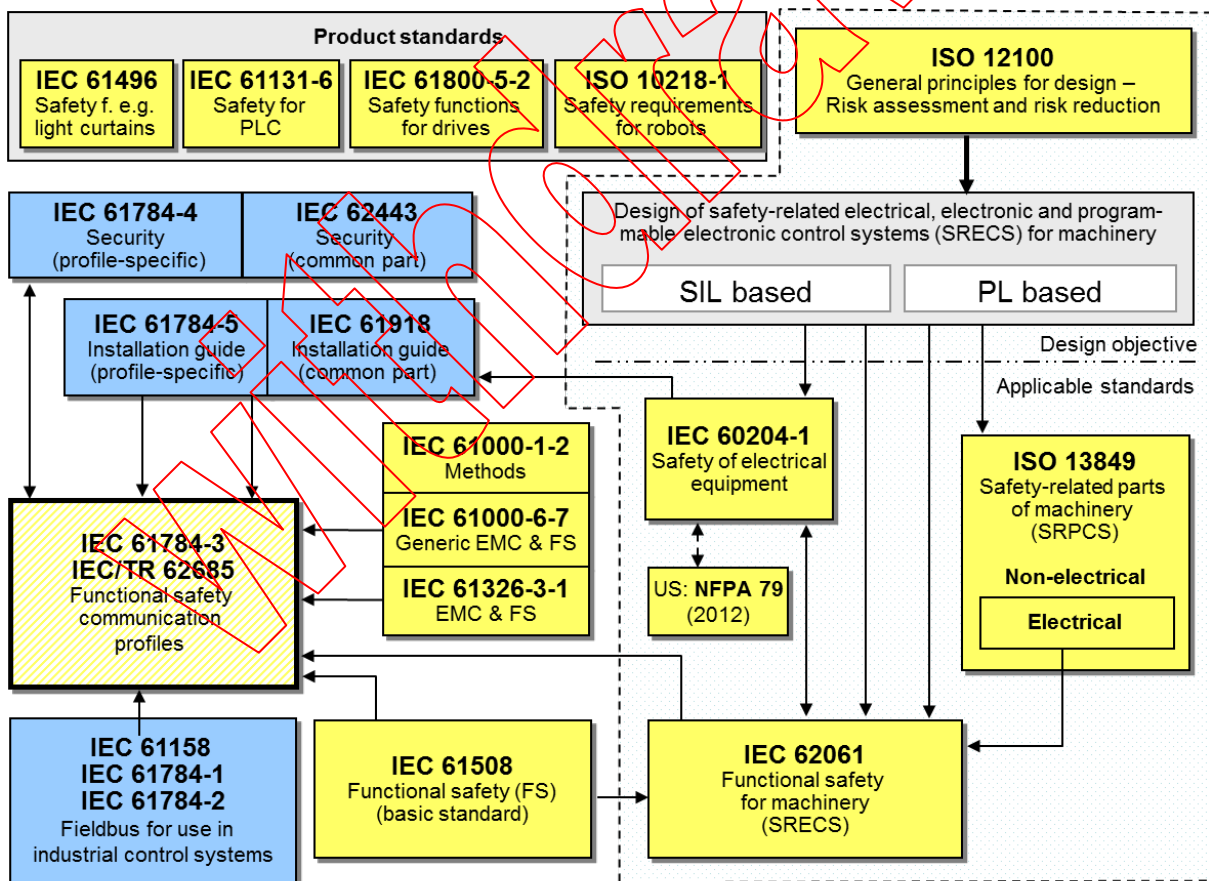 Product standards
IEC 61496
Safety f. e.g.
light curtains
IEC 61131-6
Safety for
PLC
IEC 61800-5-2
Safety functions
for drives
ISO 10218-1
Safety requirements
for robots
ISO 12100
General principles for design –
Risk assessment and risk reduction
IEC 61784-4
Security
(profile-specific)
IEC 62443
Security
(common part)
Design of safety-related electrical, electronic and program-
mable electronic control systems (SRECS) for machinery
SIL based
PL based
IEC 61784-5
Installation guide
(profile-specific)
IEC 61918
Installation guide
(common part)
Design objective
Applicable standards
IEC 61000-1-2
Methods
IEC 61000-6-7
Generic EMC & FS
IEC 61326-3-1
EMC & FS
IEC 60204-1
Safety of electrical
equipment
US: NFPA 79
(2012)
ISO 13849
Safety-related parts
of machinery
(SRPCS)
Non-electrical
Electrical
IEC 61784-3
IEC/TR 62685
Functional safety
communication
profiles
IEC 61158
IEC 61784-1
IEC 61784-2
Fieldbus for use in
industrial control systems
IEC 61508
Functional safety (FS)
(basic standard)
IEC 62061
Functional safety
for machinery
(SRECS)